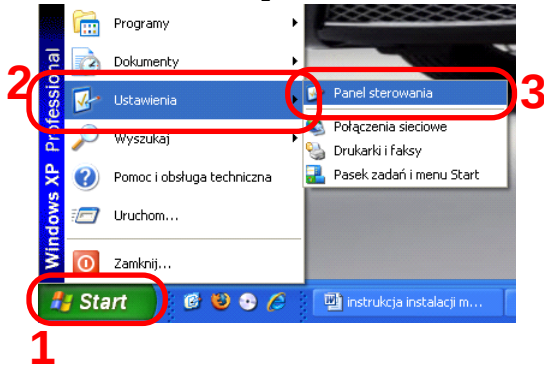 Programy
Dokumenty
2
Ustawienia
Panel sterowania
3
Wyszukaj
Połączenia sieciowe
Drukarki i faksy
Pomoc i obsługa techniczna
Pasek zadań i menu Start
Uruchom...
Zamknij...
Windows XP Professional
Start
instrukcja instalacji m...
1